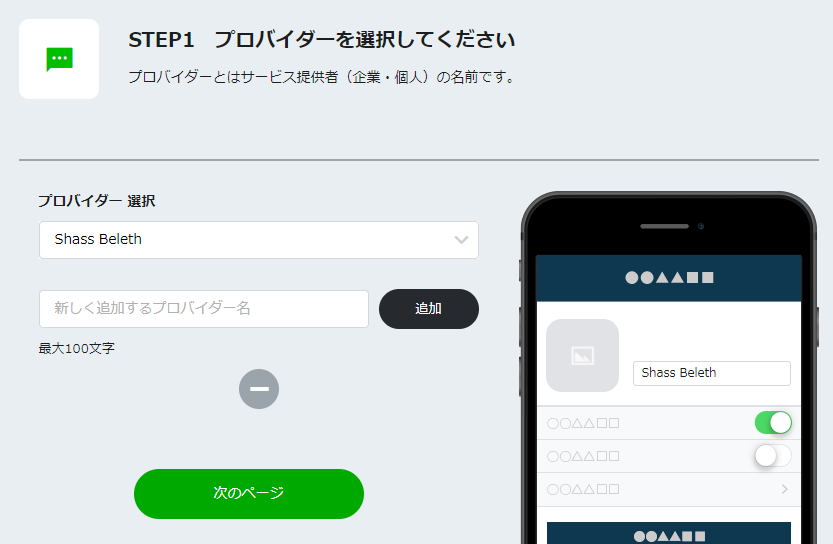 STEP1　プロバイダーを選択してください
プロバイダーとはサービス提供者（企業・個人）の名前です。
プロバイダー 選択
Shass Beleth
新しく追加するプロバイダー名
追加
最大100文字
次のページ
●●▲▲■■
Shass Beleth
○○△△□□
○○△△□□
○○△△□□
●●▲▲■■